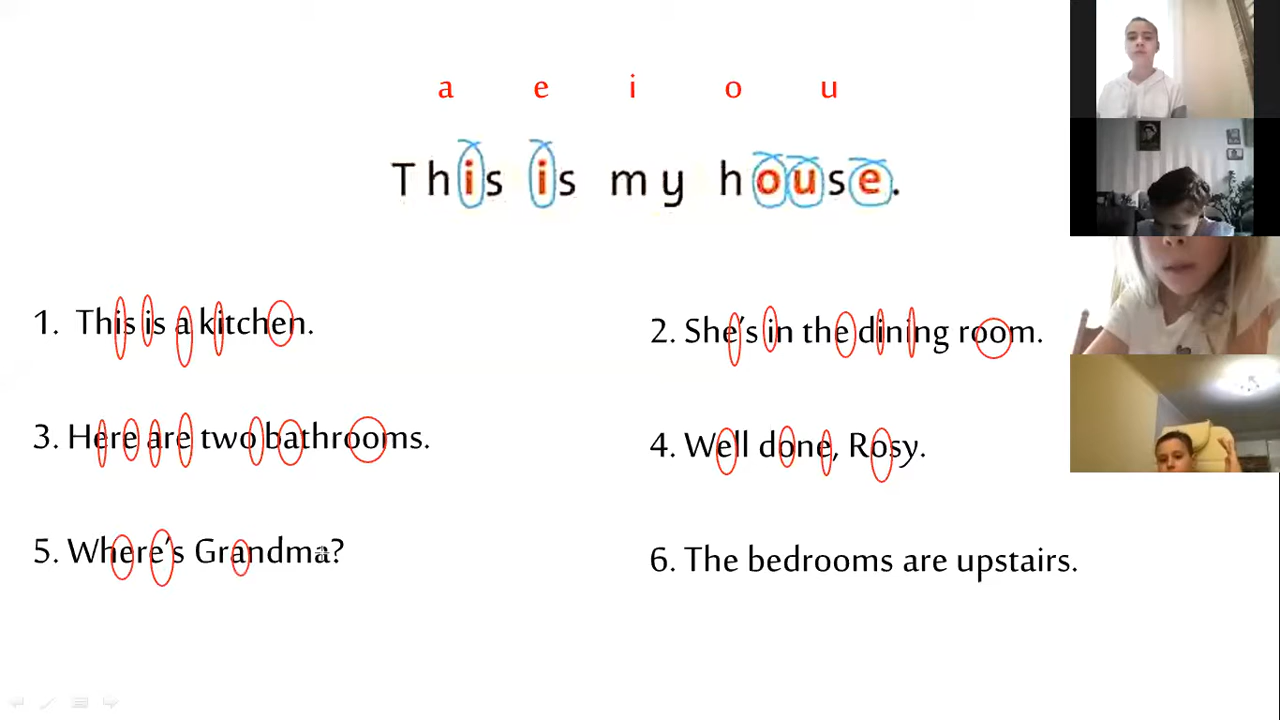 a e i o u
This is my house.
1. This is a kitchen.
2. She's in the dining room.
3. Here are two bathrooms.
4. Well done, Rosy.
5. Where's Grandma?
6. The bedrooms are upstairs.